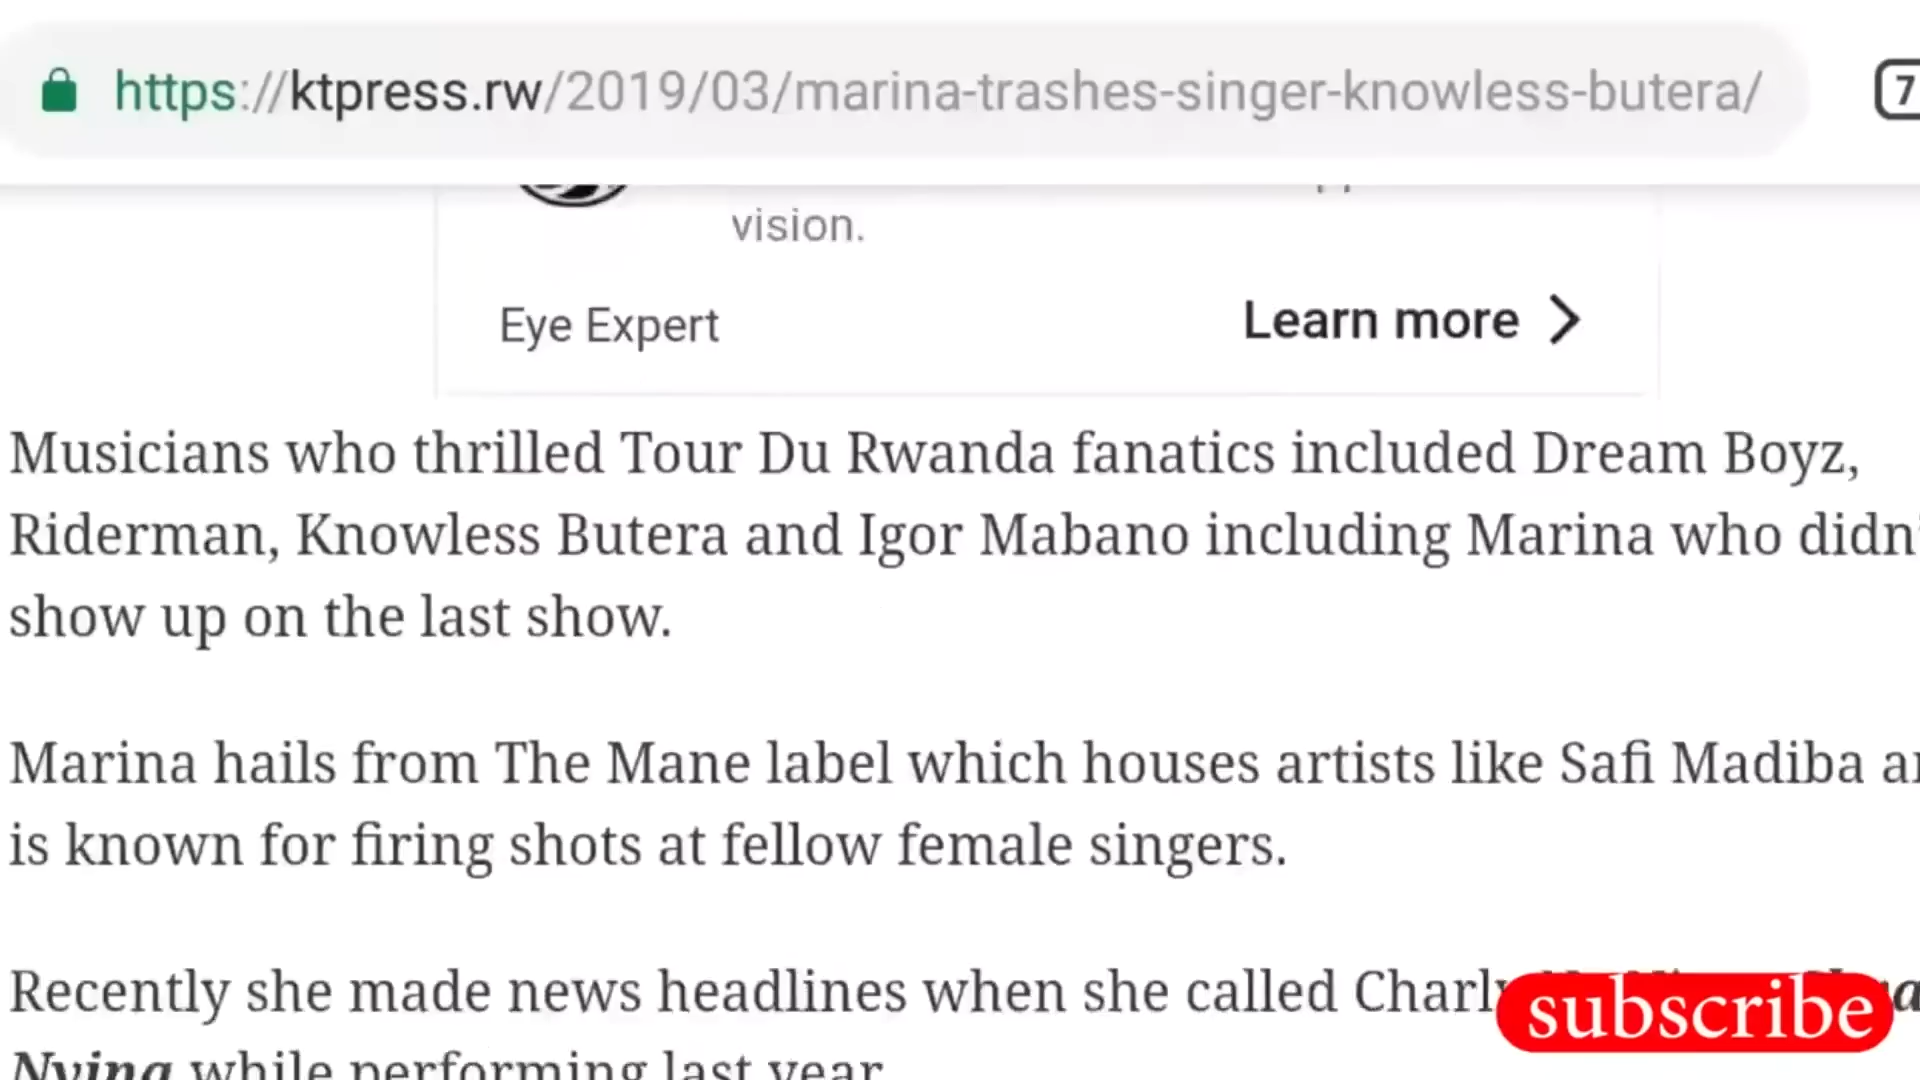 https://ktpress.rw/2019/03/marina-trashes-singer-knowless-butera/
7
vision.
Eye Expert
Learn more
Musicians who thrilled Tour Du Rwanda fanatics included Dream Boyz,
Riderman, Knowless Butera and Igor Mabano including Marina who didn'
show up on the last show.
Marina hails from The Mane label which houses artists like Safi Madiba
is known for firing shots at fellow female singers.
Recently she made news headlines when she called
subscribe
Nying while performing last year